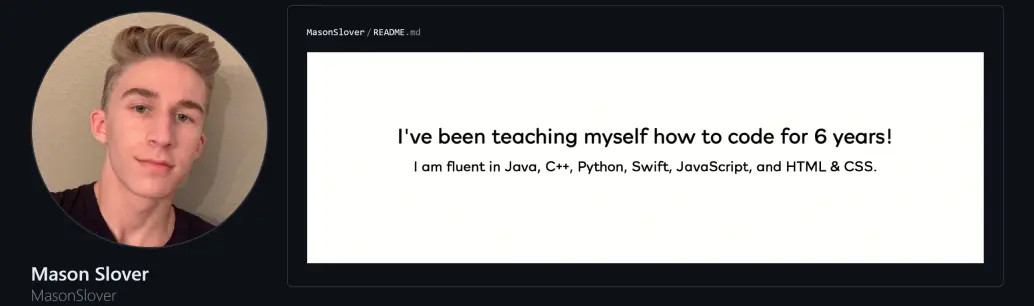 MasonSlover / README.md
I've been teaching myself how to code for 6 years!
I am fluent in Java, C++, Python, Swift, JavaScript, and HTML & CSS.
Mason Slover
MasonSlover